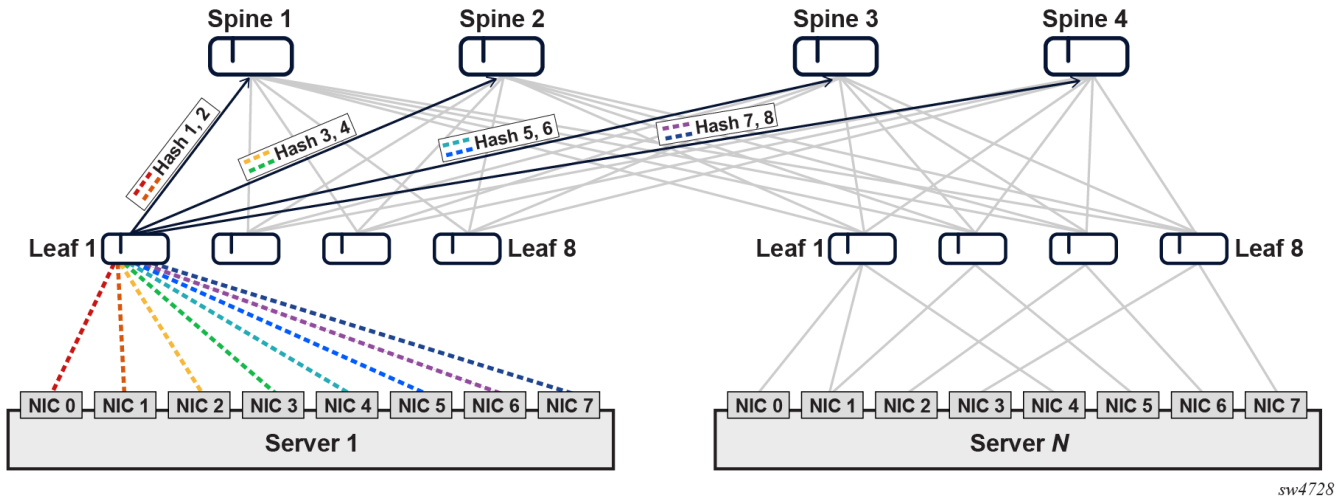 Spine 1
Spine 2
Spine 3
Spine 4
Hash 1, 2
Hash 3, 4
Hash 5, 6
Hash 7, 8
Leaf 1
Leaf 8
Leaf 1
Leaf 8
NIC 0
NIC 1
NIC 2
NIC 3
NIC 4
NIC 5
NIC 6
NIC 7
Server 1
NIC 0
NIC 1
NIC 2
NIC 3
NIC 4
NIC 5
NIC 6
NIC 7
Server N
sw4728